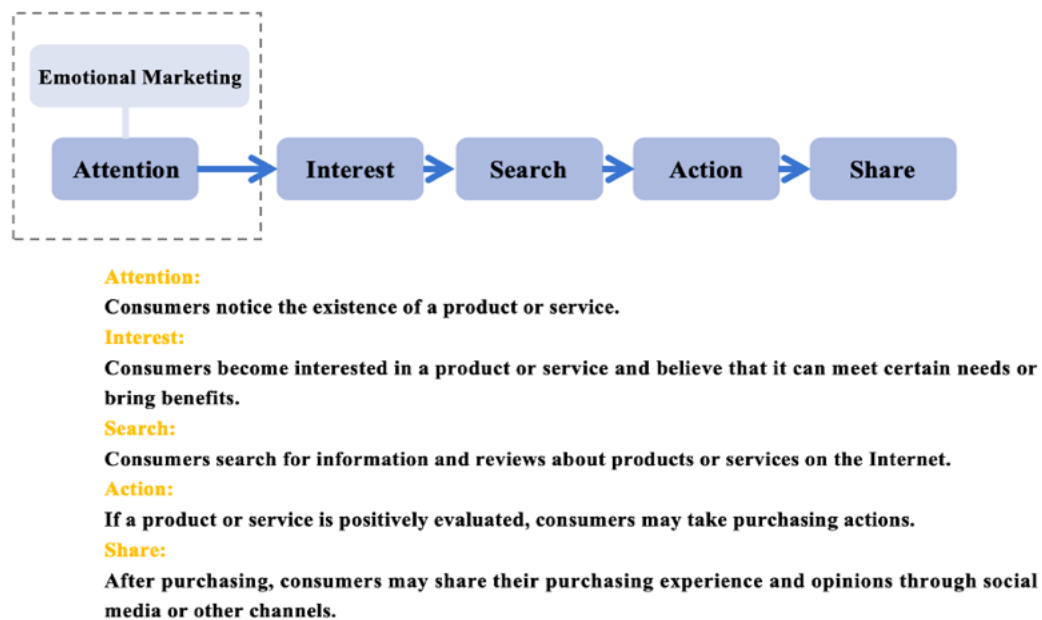 Emotional Marketing
Attention
Interest
Search
Action
Share
Attention:
Consumers notice the existence of a product or service.
Interest:
Consumers become interested in a product or service and believe that it can meet certain needs or
bring benefits.
Search:
Consumers search for information and reviews about products or services on the Internet.
Action:
If a product or service is positively evaluated, consumers may take purchasing actions.
Share:
After purchasing, consumers may share their purchasing experience and opinions through social
media or other channels.